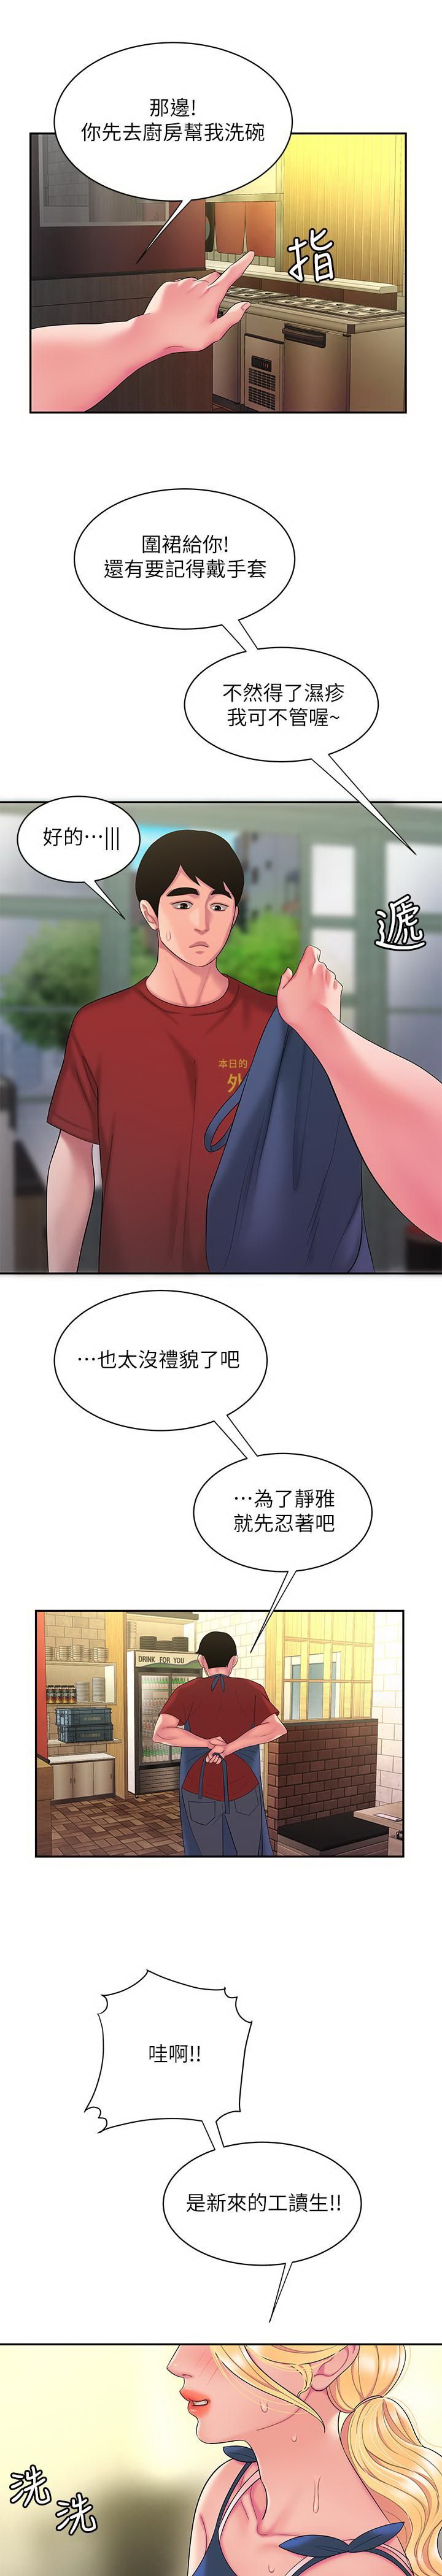 那邊!
你先去廚房幫我洗碗
指
圍裙給你!
還有要記得戴手套
不然得了濕疹
我可不管喔~
好的…|||
遞
本日的
外
…也太沒禮貌了吧
…為了靜雅
就先忍著吧
DRINK FOR YOU
哇啊!!
是新來的工讀生!!
洗
洗